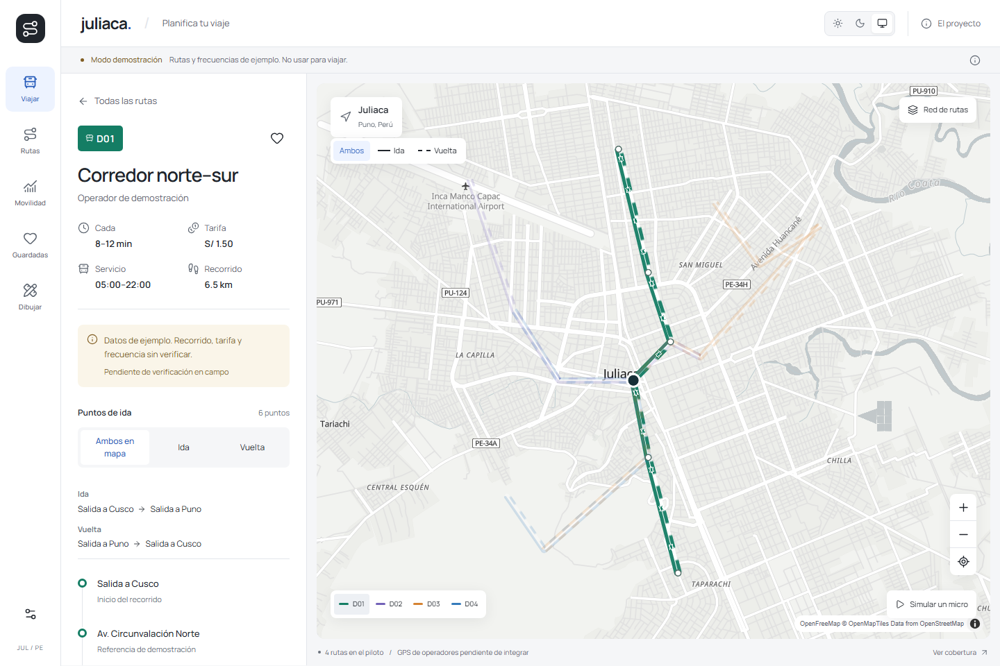 juliaca.
/
Planifica tu viaje
El proyecto
Modo demostración
Rutas y frecuencias de ejemplo. No usar para viajar.
Viajar
Rutas
Movilidad
Guardadas
Dibujar
JUL / PE
Todas las rutas
D01
Corredor norte–sur
Operador de demostración
Cada
8–12 min
Tarifa
S/ 1.50
Servicio
05:00–22:00
Recorrido
6.5 km
Datos de ejemplo. Recorrido, tarifa y
frecuencia sin verificar.
Pendiente de verificación en campo
Puntos de ida
6 puntos
Ambos en
mapa
Ida
Vuelta
Ida
Salida a Cusco → Salida a Puno
Vuelta
Salida a Puno → Salida a Cusco
Salida a Cusco
Inicio del recorrido
Av. Circunvalación Norte
Referencia de demostración
Juliaca
Puno, Perú
Ambos
Ida
Vuelta
Red de rutas
PU-910
Río Coata
Inca Manco Capac
International Airport
Avenida Huancané
SAN MIGUEL
PE-34H
PU-124
PU-971
LA CAPILLA
Juliaca
Tariachi
PE-34A
CHILLA
CENTRAL ESQUÉN
TAPARACHI
D01
D02
D03
D04
Simular un micro
OpenFreeMap © OpenMapTiles Data from OpenStreetMap
4 rutas en el piloto / GPS de operadores pendiente de integrar
Ver cobertura